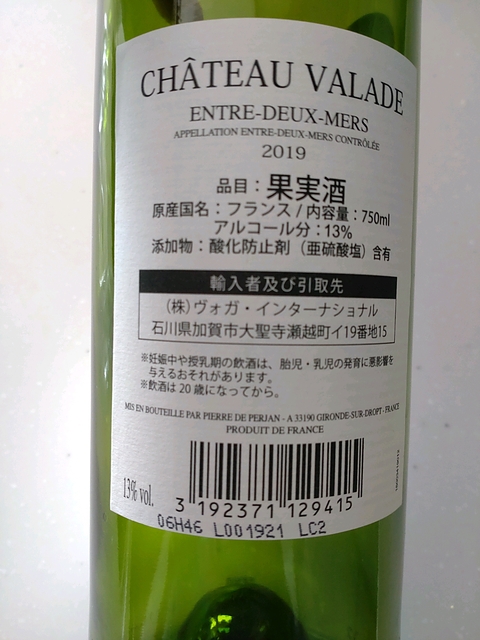 CHÂTEAU VALADE
ENTRE-DEUX-MERS
APPELLATION ENTRE-DEUX-MERS CONTRÔLÉE
2019
品目：果実酒
原産国名：フランス / 内容量：750ml
アルコール分：13%
添加物：酸化防止剤（亜硫酸塩）含有
輸入者及び引取先
（株）ヴォガ・インターナショナル
石川県加賀市大聖寺瀬越町イ19番地15
※妊娠中や授乳期の飲酒は、胎児・乳児の発育に悪影響を
与えるおそれがあります。
※飲酒は20歳になってから。
MIS EN BOUTEILLE PAR PIERRE DE PERJAN - A 33190 GIRONDE-SUR-DROPT - FRANCE
PRODUIT DE FRANCE
13% vol.
3 192371 129415
06H46 L001921 LC2